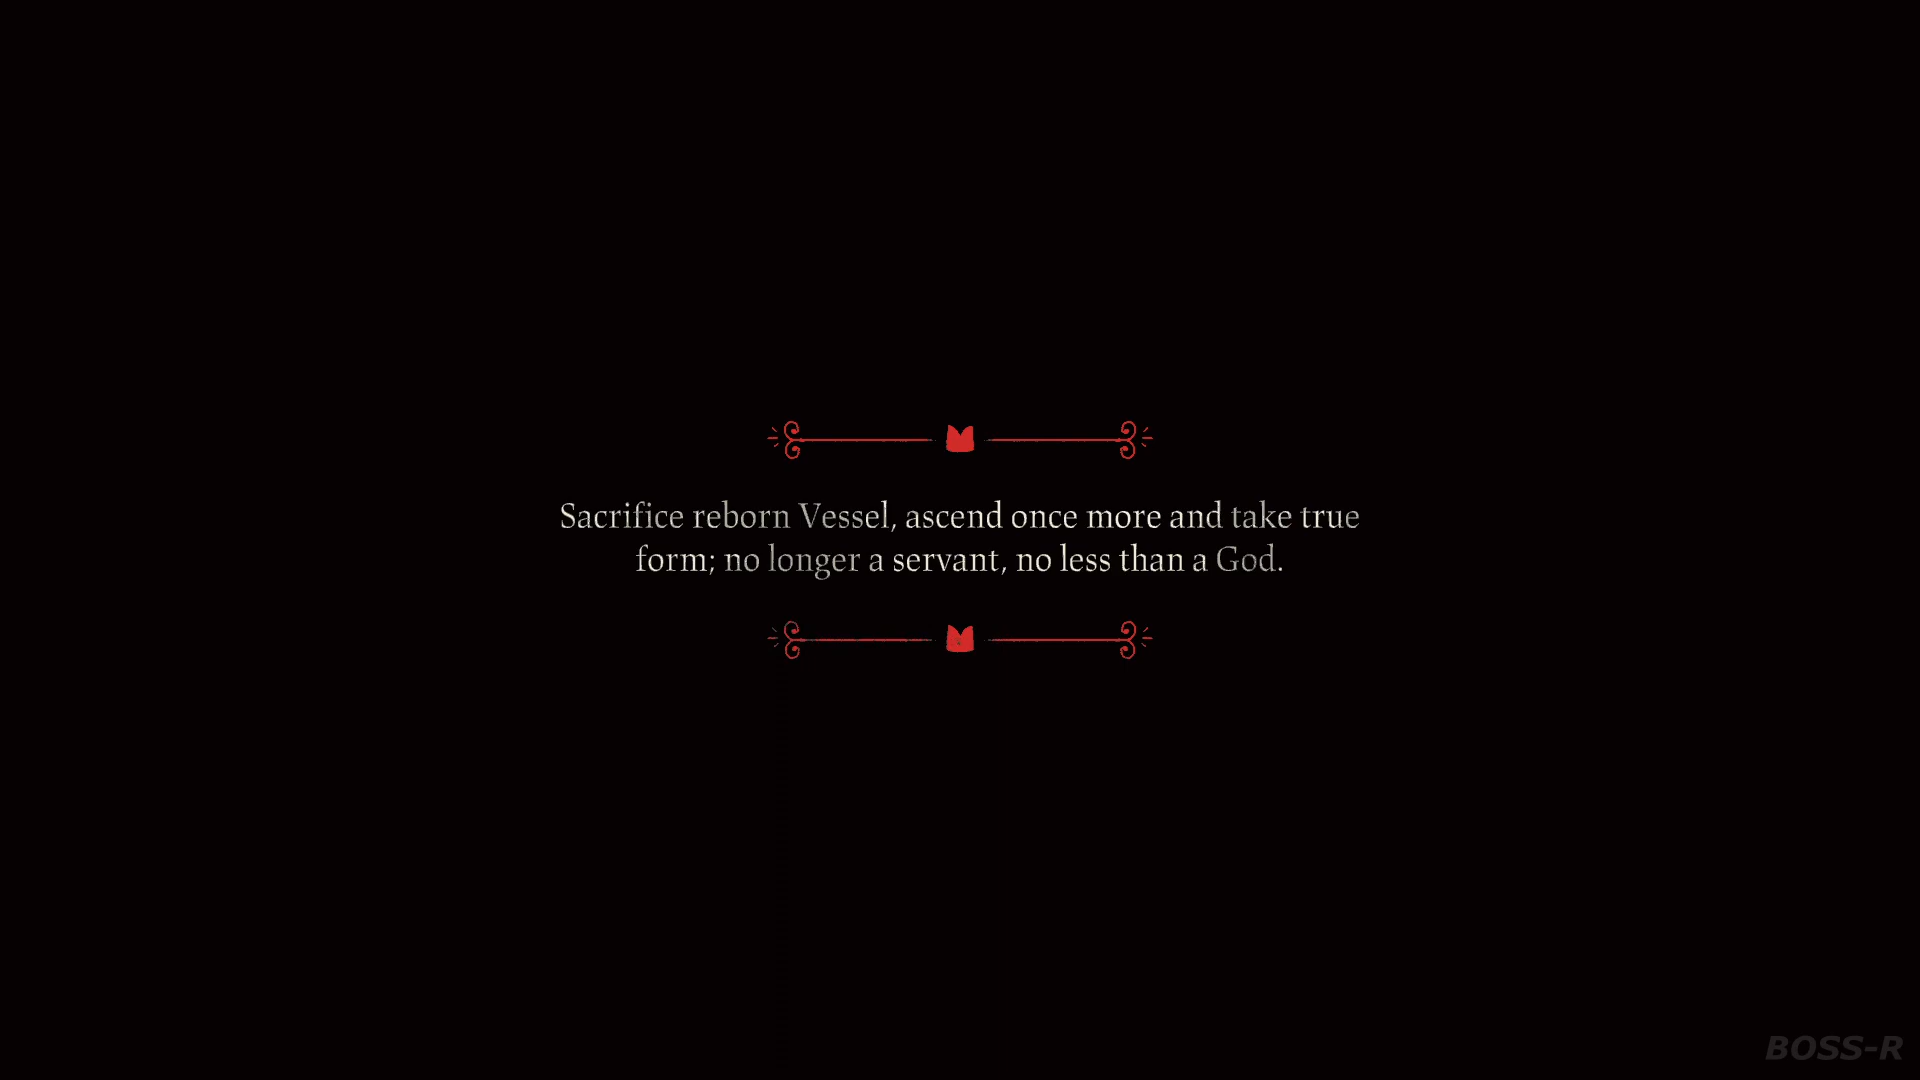 Sacrifice reborn Vessel, ascend once more and take true
form; no longer a servant, no less than a God.
BOSS-R